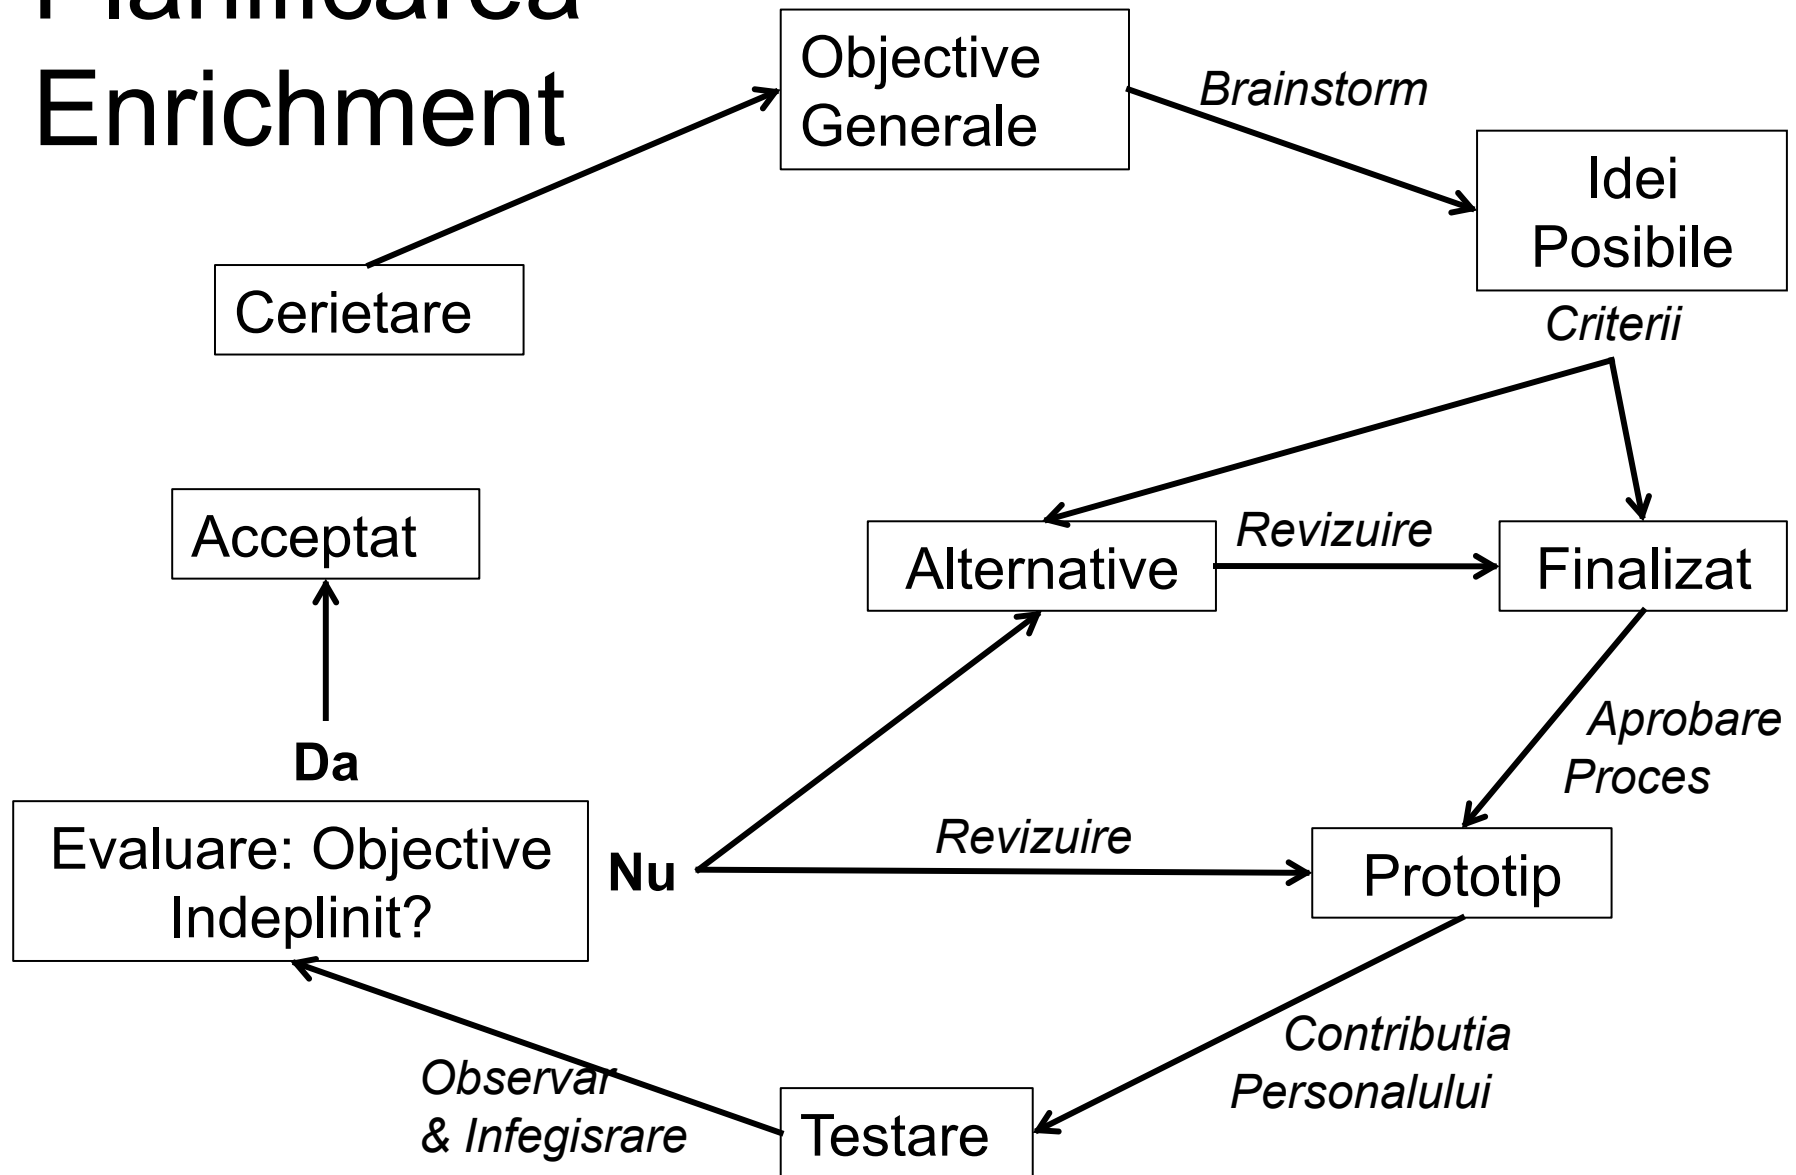 Planificarea
Enrichment
Objective
Generale
Brainstorm
Idei
Posibile
Cerietare
Criterii
Acceptat
Alternative
Revizuire
Finalizat
Aprobare
Proces
Da
Evaluare: Objective
Indeplinit?
Nu
Revizuire
Prototip
Contributia
Personalului
Observar
& Infegisrare
Testare